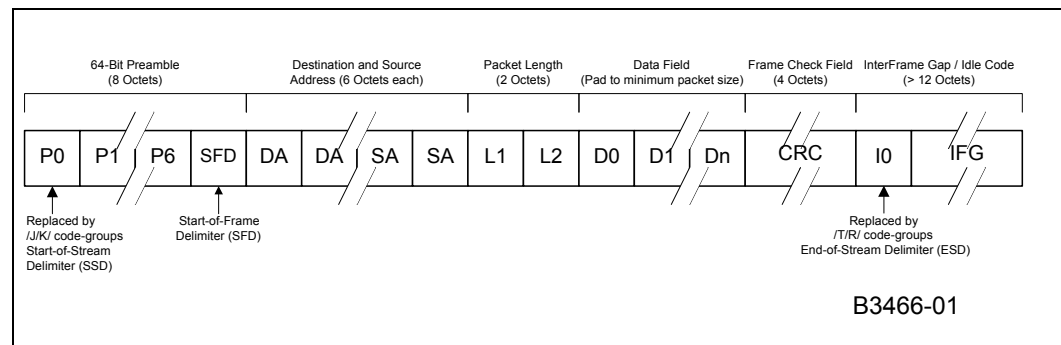 64-Bit Preamble
(8 Octets)
Destination and Source
Address (6 Octets each)
Packet Length
(2 Octets)
Data Field
(Pad to minimum packet size)
Frame Check Field
(4 Octets)
InterFrame Gap / Idle Code
(> 12 Octets)
P0 P1 P6 SFD DA DA SA SA L1 L2 D0 D1 Dn CRC I0 IFG
Replaced by
/J/K/ code-groups
Start-of-Stream
Delimiter (SSD)
Start-of-Frame
Delimiter (SFD)
Replaced by
/T/R/ code-groups
End-of-Stream Delimiter (ESD)
B3466-01